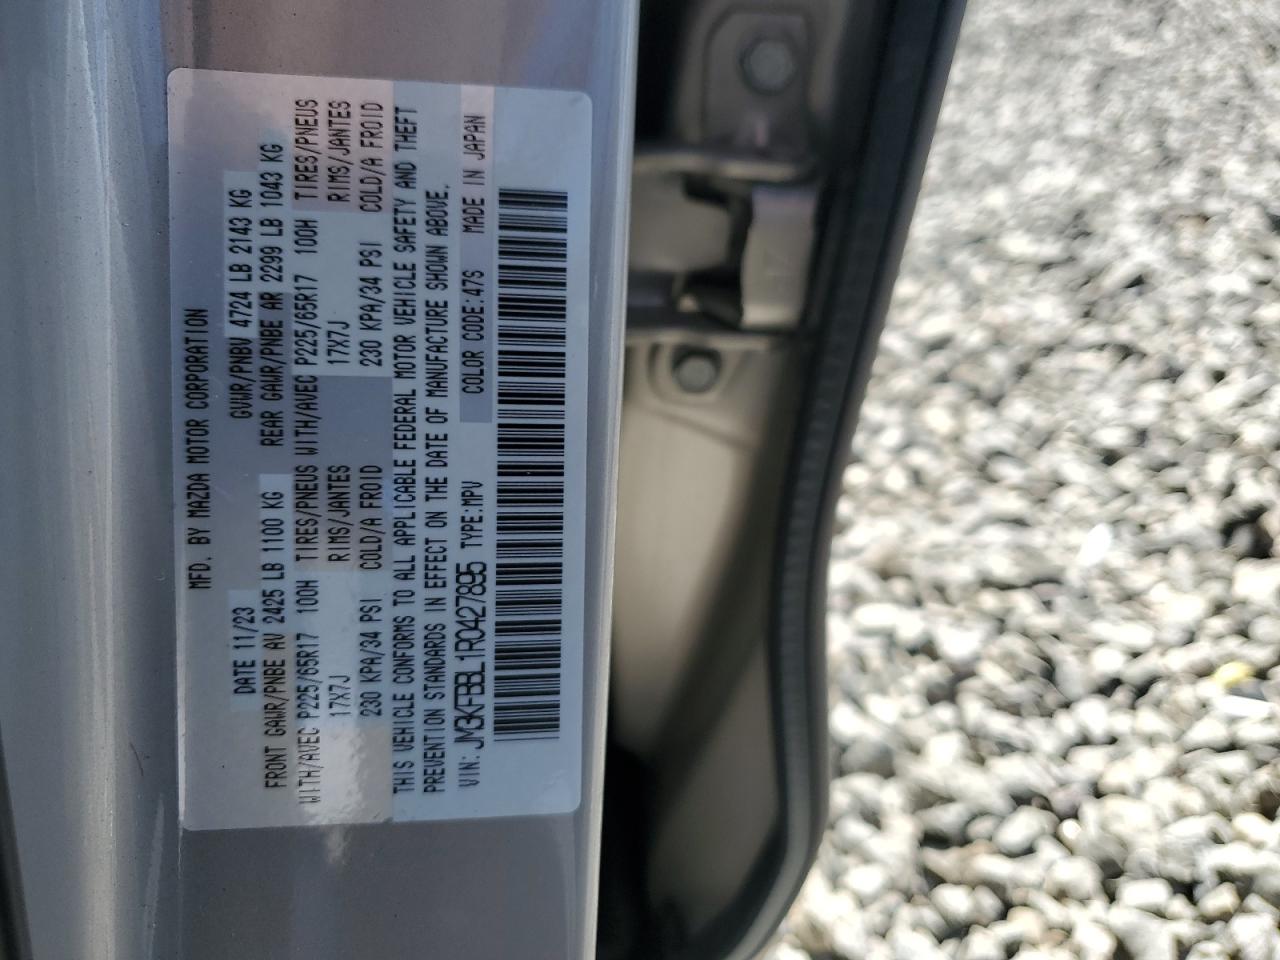 MFD. BY MAZDA MOTOR CORPORATION
DATE 11/23 GVWR/PNBV 4724 LB 2143 KG
FRONT GAWR/PNBE AV 2425 LB 1100 KG REAR GAWR/PNBE AR 2299 LB 1043 KG
WITH/AVEC P225/65R17 100H TIRES/PNEUS WITH/AVEC P225/65R17 100H TIRES/PNEUS
17X7J RIMS/JANTES 17X7J RIMS/JANTES
230 KPA/34 PSI COLD/A FROID 230 KPA/34 PSI COLD/A FROID
THIS VEHICLE CONFORMS TO ALL APPLICABLE FEDERAL MOTOR VEHICLE SAFETY AND THEFT
PREVENTION STANDARDS IN EFFECT ON THE DATE OF MANUFACTURE SHOWN ABOVE.
VIN: JM3KFBBL1R0427895 TYPE:MPV COLOR CODE:47S MADE IN JAPAN